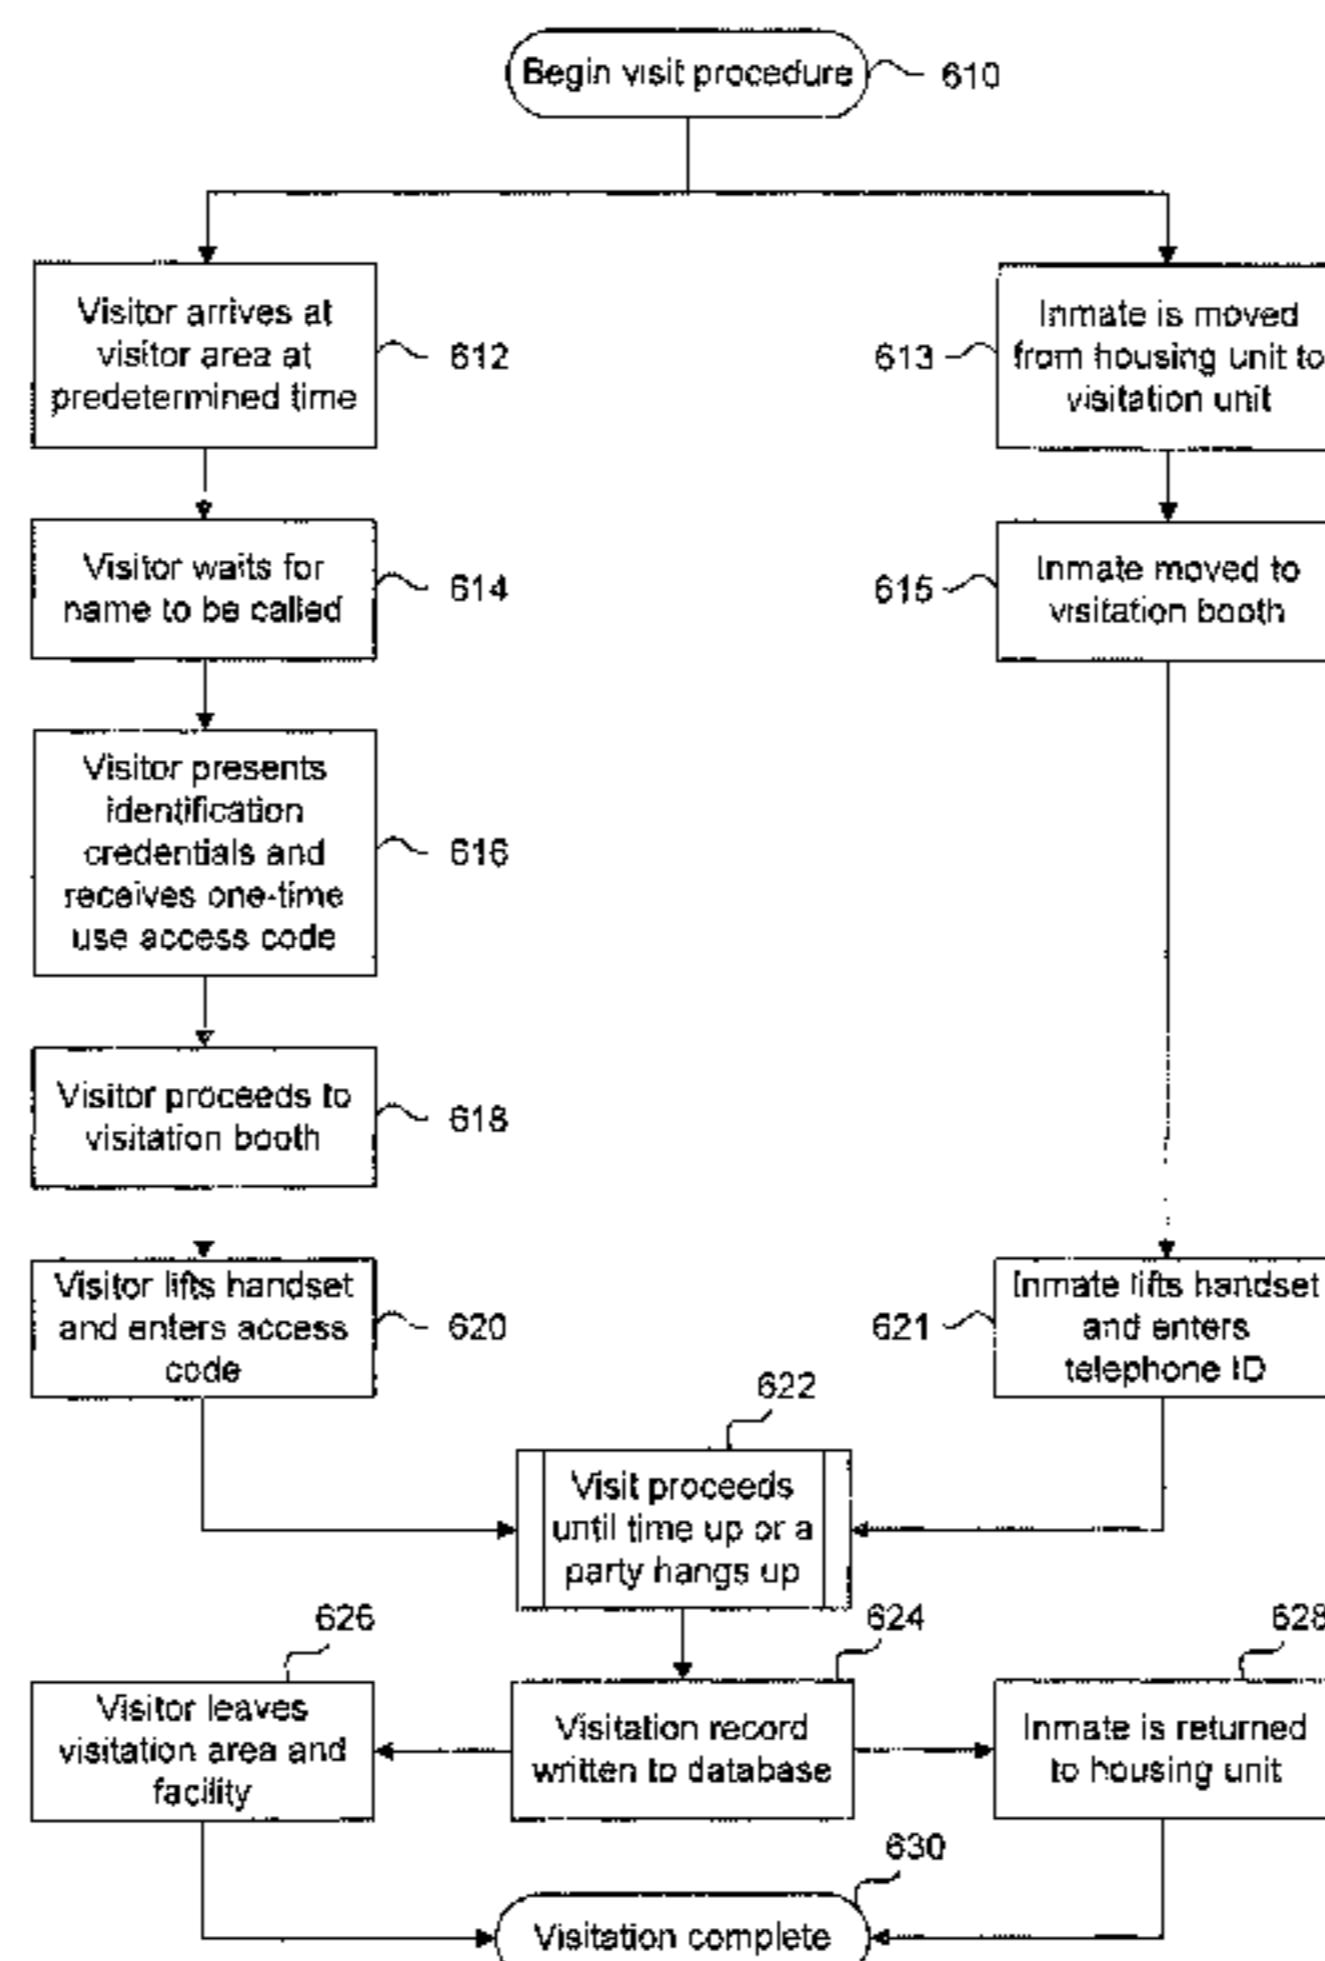 Begin visit procedure
610
Visitor arrives at
visitor area at
predetermined time
612
613
Inmate is moved
from housing unit to
visitation unit
Visitor waits for
name to be called
614
615
Inmate moved to
visitation booth
Visitor presents
identification
credentials and
receives one-time
use access code
616
Visitor proceeds to
visitation booth
618
Visitor lifts handset
and enters access
code
620
621
Inmate lifts handset
and enters
telephone ID
622
Visit proceeds
until time up or a
party hangs up
626
624
628
Visitor leaves
visitation area and
facility
Visitation record
written to database
Inmate is returned
to housing unit
630
Visitation complete